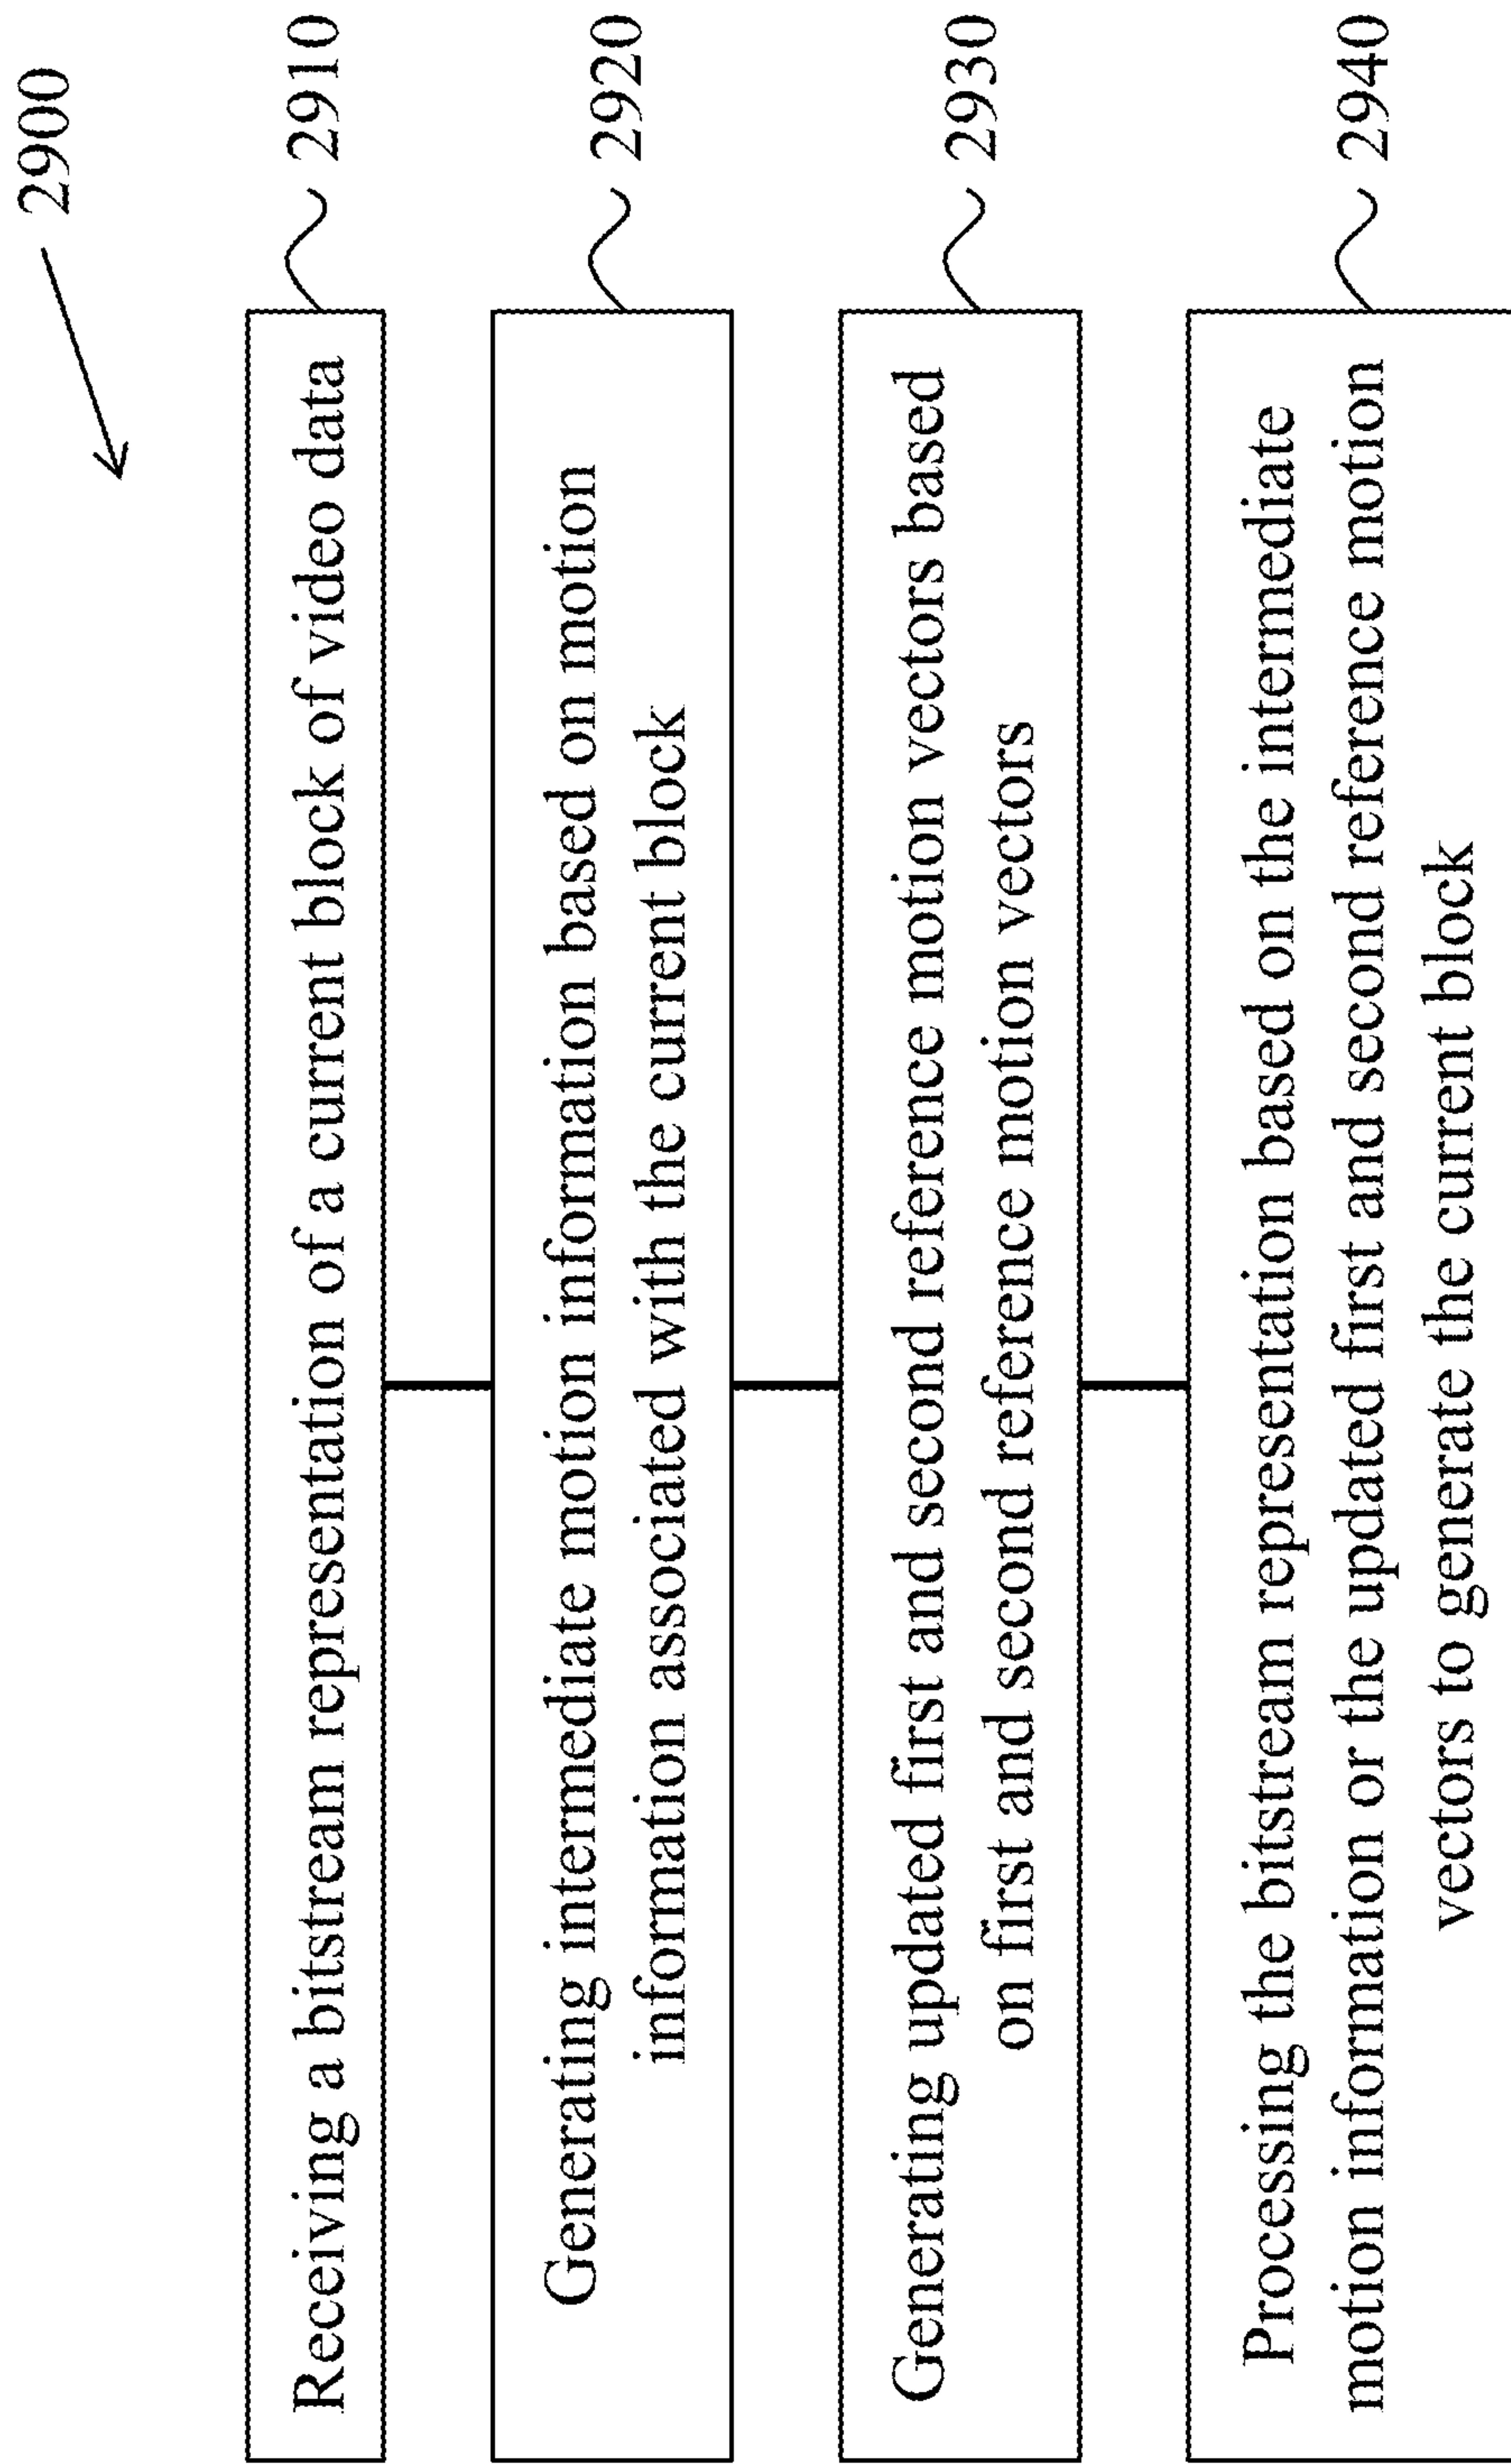 2900
Receiving a bitstream representation of a current block of video data
2910
Generating intermediate motion information based on motion
information associated with the current block
2920
Generating updated first and second reference motion vectors based
on first and second reference motion vectors
2930
Processing the bitstream representation based on the intermediate
motion information or the updated first and second reference motion
vectors to generate the current block
2940